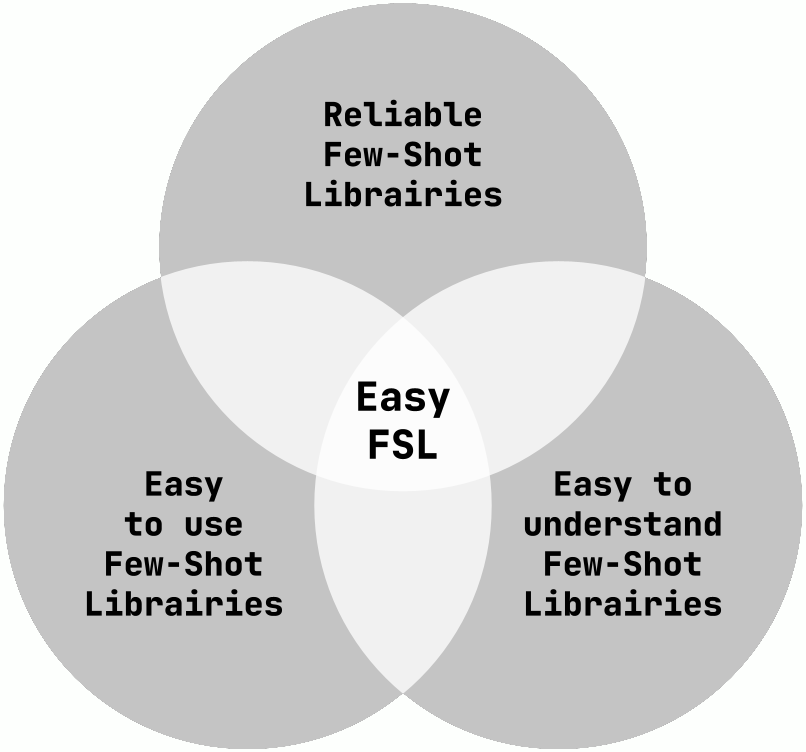 Reliable
Few-Shot
Librairies
Easy
FSL
Easy
to use
Few-Shot
Librairies
Easy to
understand
Few-Shot
Librairies